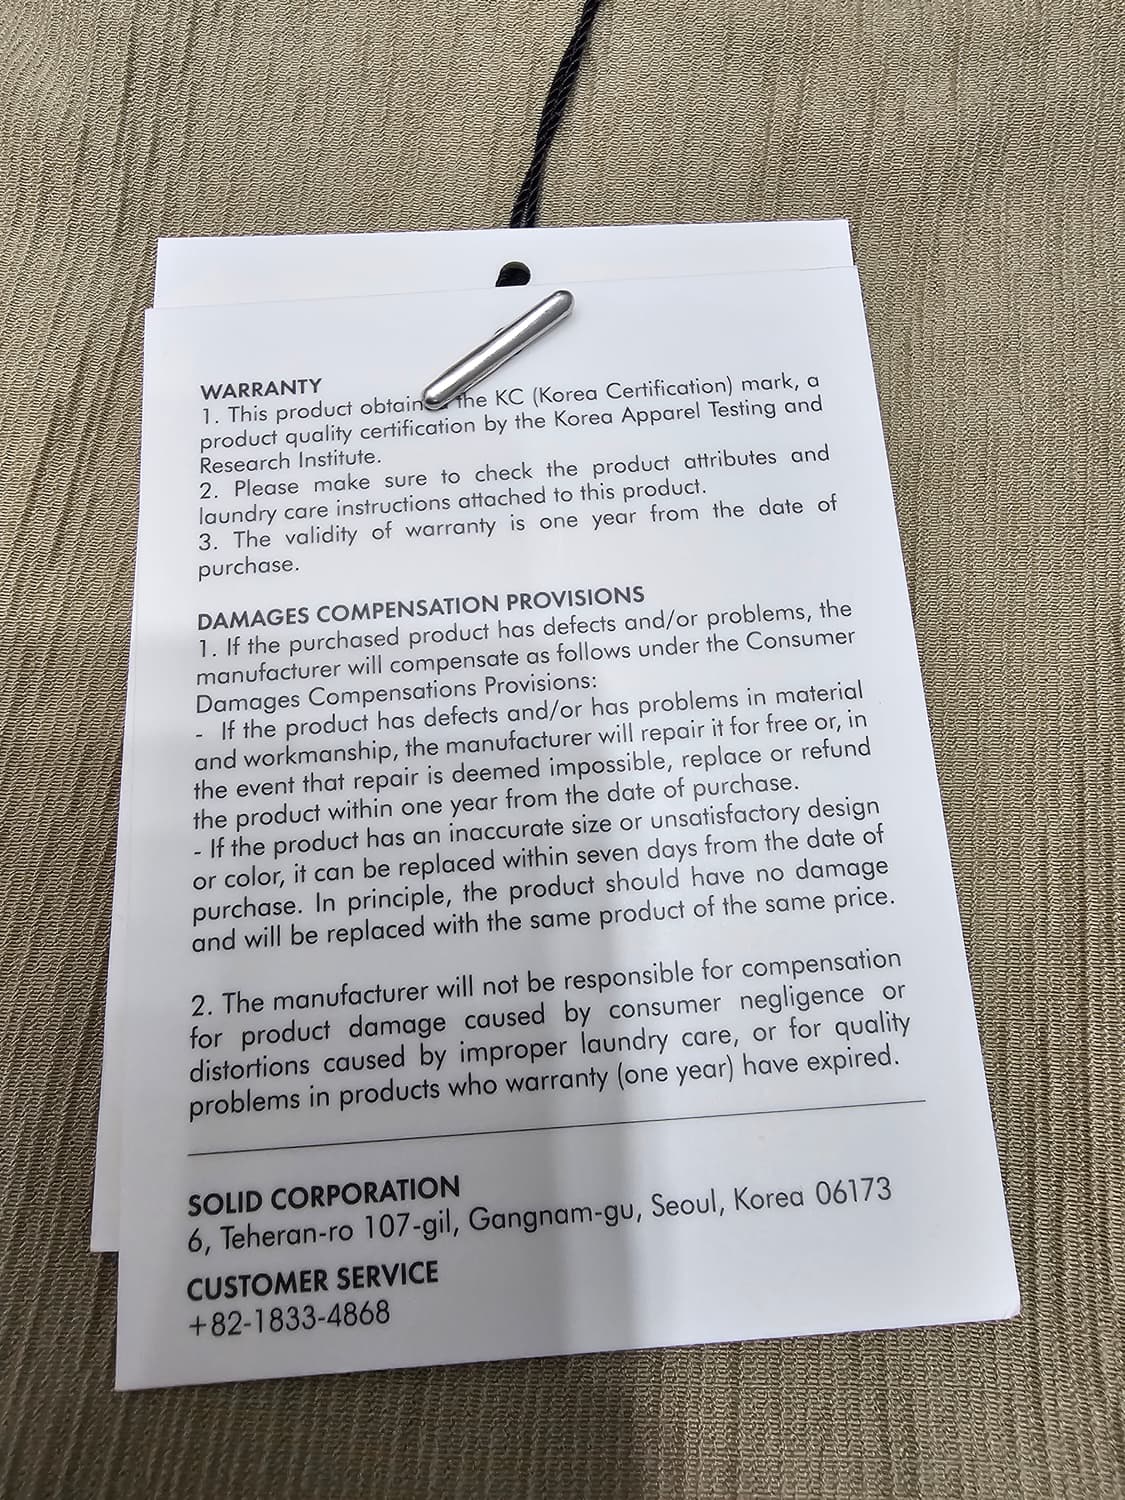 WARRANTY
1. This product obtain the KC (Korea Certification) mark, a
product quality certification by the Korea Apparel Testing and
Research Institute.
2. Please make sure to check the product attributes and
laundry care instructions attached to this product.
3. The validity of warranty is one year from the date of
purchase.
DAMAGES COMPENSATION PROVISIONS
1. If the purchased product has defects and/or problems, the
manufacturer will compensate as follows under the Consumer
Damages Compensations Provisions:
- If the product has defects and/or has problems in material
and workmanship, the manufacturer will repair it for free or, in
the event that repair is deemed impossible, replace or refund
the product within one year from the date of purchase.
- If the product has an inaccurate size or unsatisfactory design
or color, it can be replaced within seven days from the date of
purchase. In principle, the product should have no damage
and will be replaced with the same product of the same price.
2. The manufacturer will not be responsible for compensation
for product damage caused by consumer negligence or
distortions caused by improper laundry care, or for quality
problems in products who warranty (one year) have expired.
SOLID CORPORATION
6, Teheran-ro 107-gil, Gangnam-gu, Seoul, Korea 06173
CUSTOMER SERVICE
+82-1833-4868